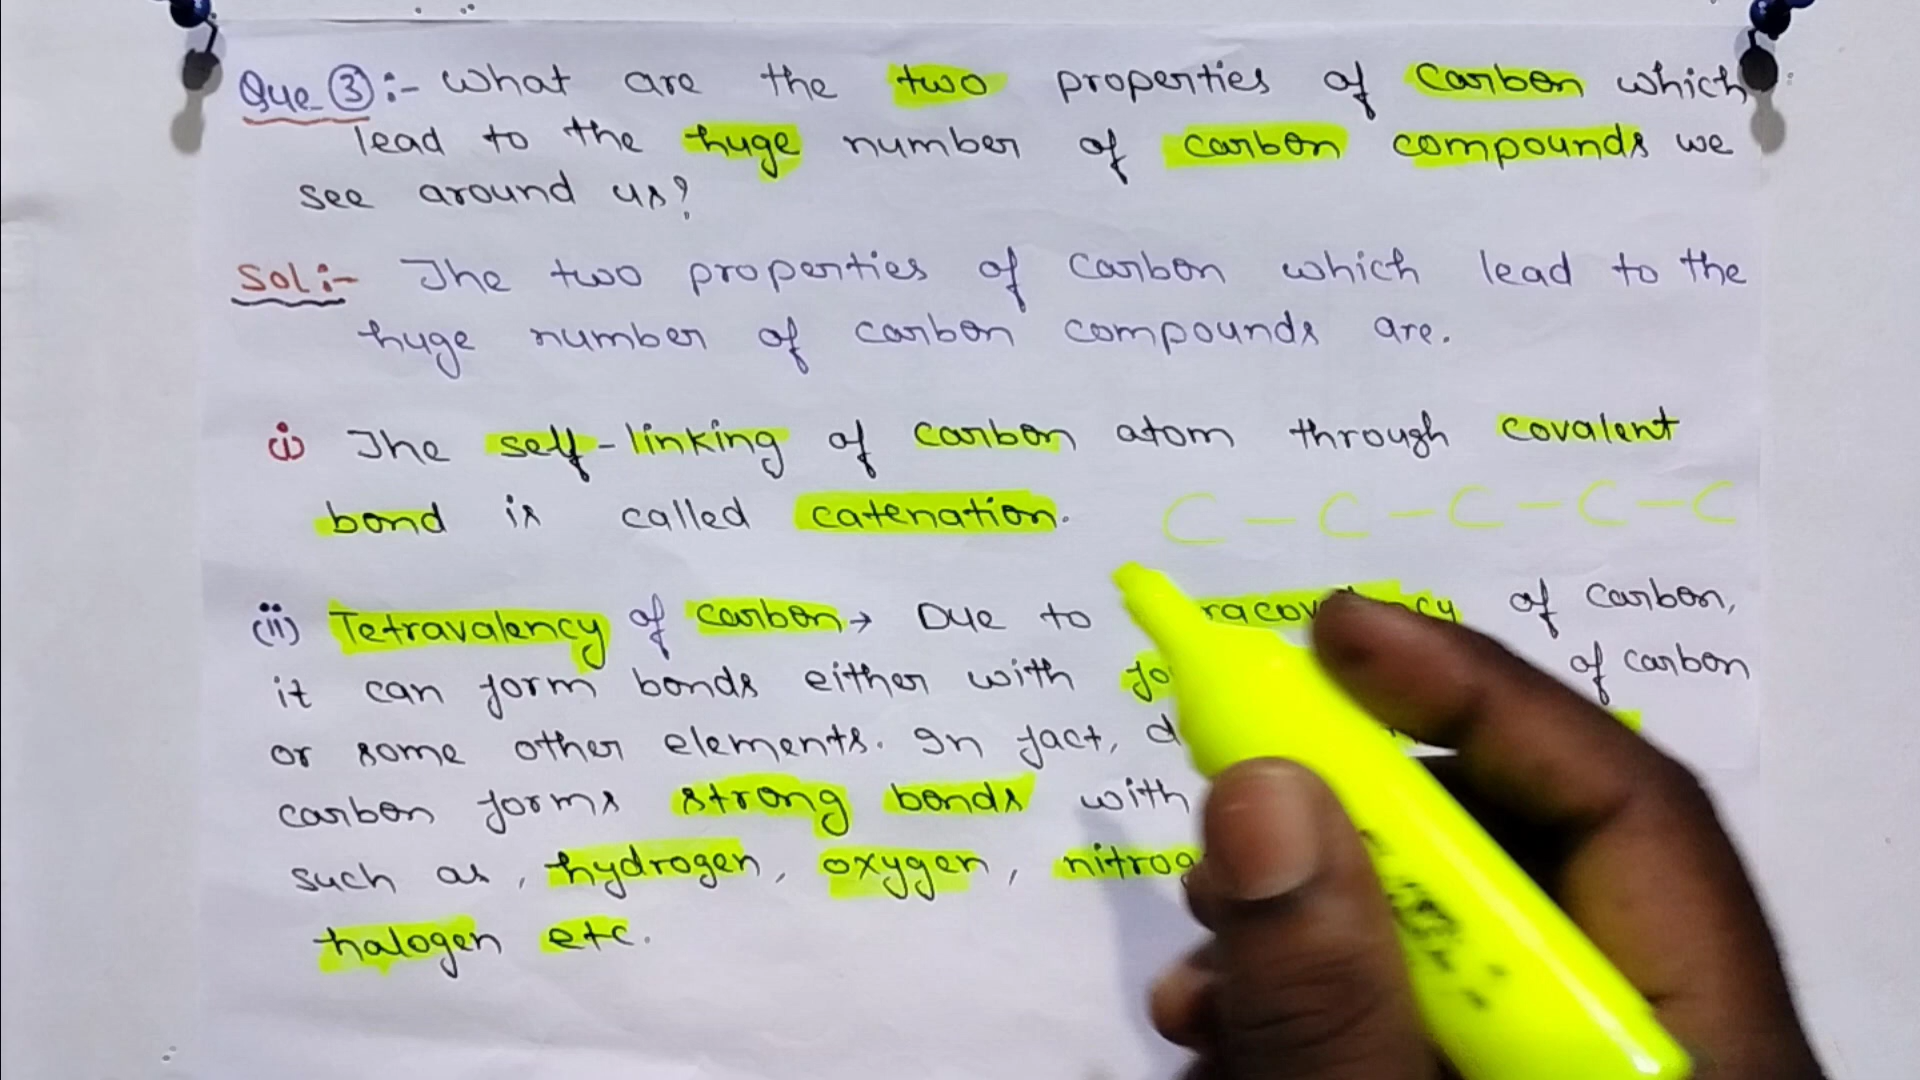 Que ③:- What are the two properties of carbon which
lead to the huge number of carbon compounds we
see around us?
Sol:- The two properties of carbon which lead to the
huge number of carbon compounds are.
(i) The self-linking of carbon atom through covalent
bond is called catenation. C - C - C - C - C
(ii) Tetravalency of carbon → Due to of carbon,
it can form bonds either with of carbon
or some other elements. In fact,
carbon forms strong bonds with
such as, hydrogen, oxygen,
halogen etc.